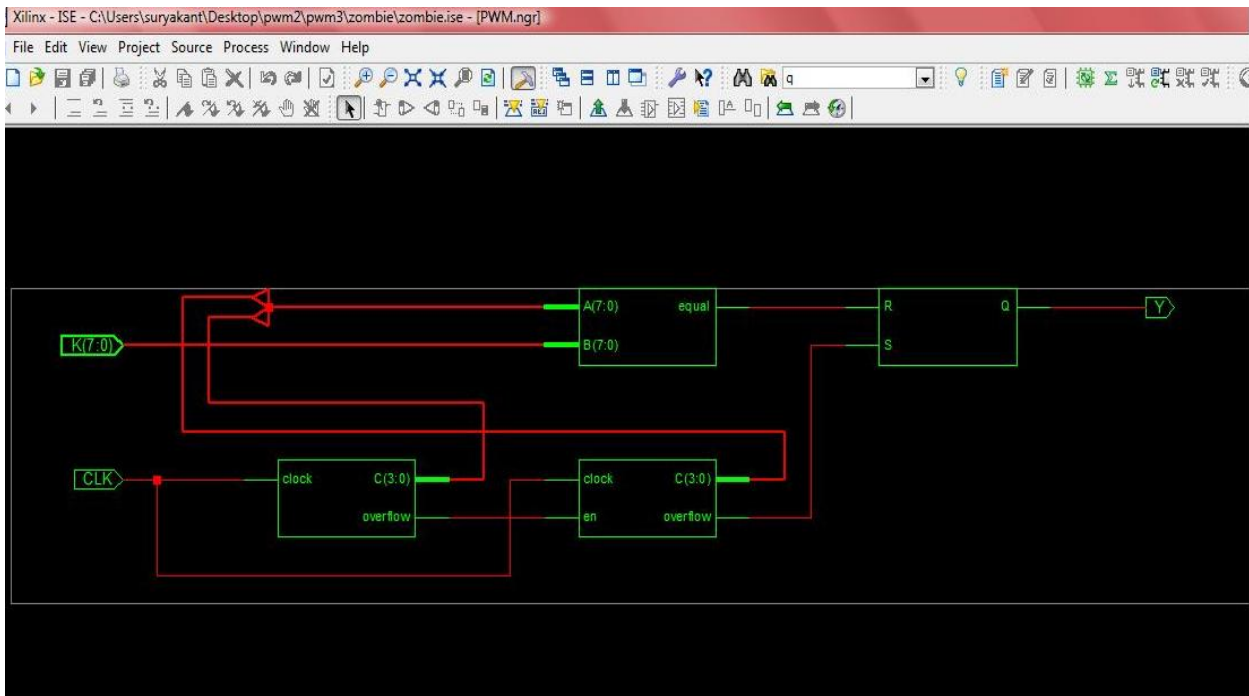 Xilinx - ISE - C:\Users\suryakant\Desktop\pwm2\pwm3\zombie\zombie.ise - [PWM.ngr]
File Edit View Project Source Process Window Help
q
A(7:0) equal R Q Y
K(7:0) B(7:0) S
CLK clock C(3:0) clock C(3:0)
overflow en overflow